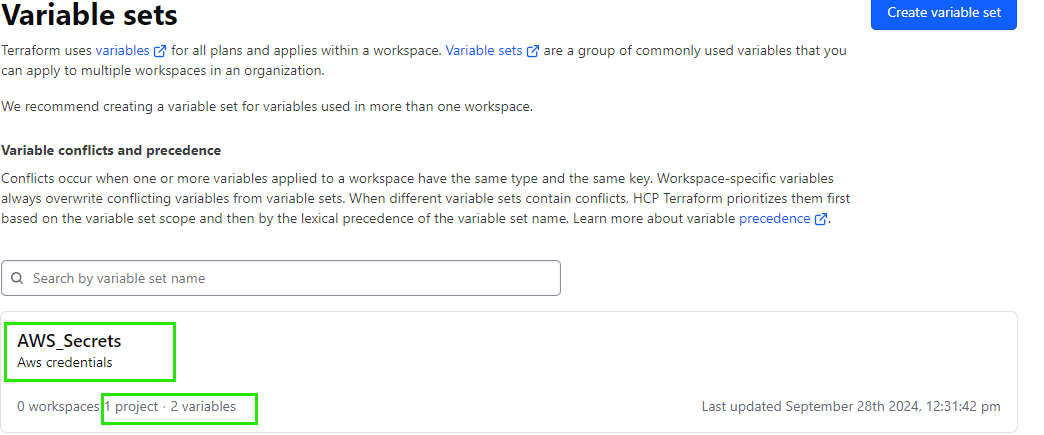 Variable sets
Create variable set
Terraform uses variables for all plans and applies within a workspace. Variable sets are a group of commonly used variables that you
can apply to multiple workspaces in an organization.
We recommend creating a variable set for variables used in more than one workspace.
Variable conflicts and precedence
Conflicts occur when one or more variables applied to a workspace have the same type and the same key. Workspace-specific variables
always overwrite conflicting variables from variable sets. When different variable sets contain conflicts, HCP Terraform prioritizes them first
based on the variable set scope and then by the lexical precedence of the variable set name. Learn more about variable precedence.
Search by variable set name
AWS_Secrets
Aws credentials
0 workspaces 1 project · 2 variables
Last updated September 28th 2024, 12:31:42 pm